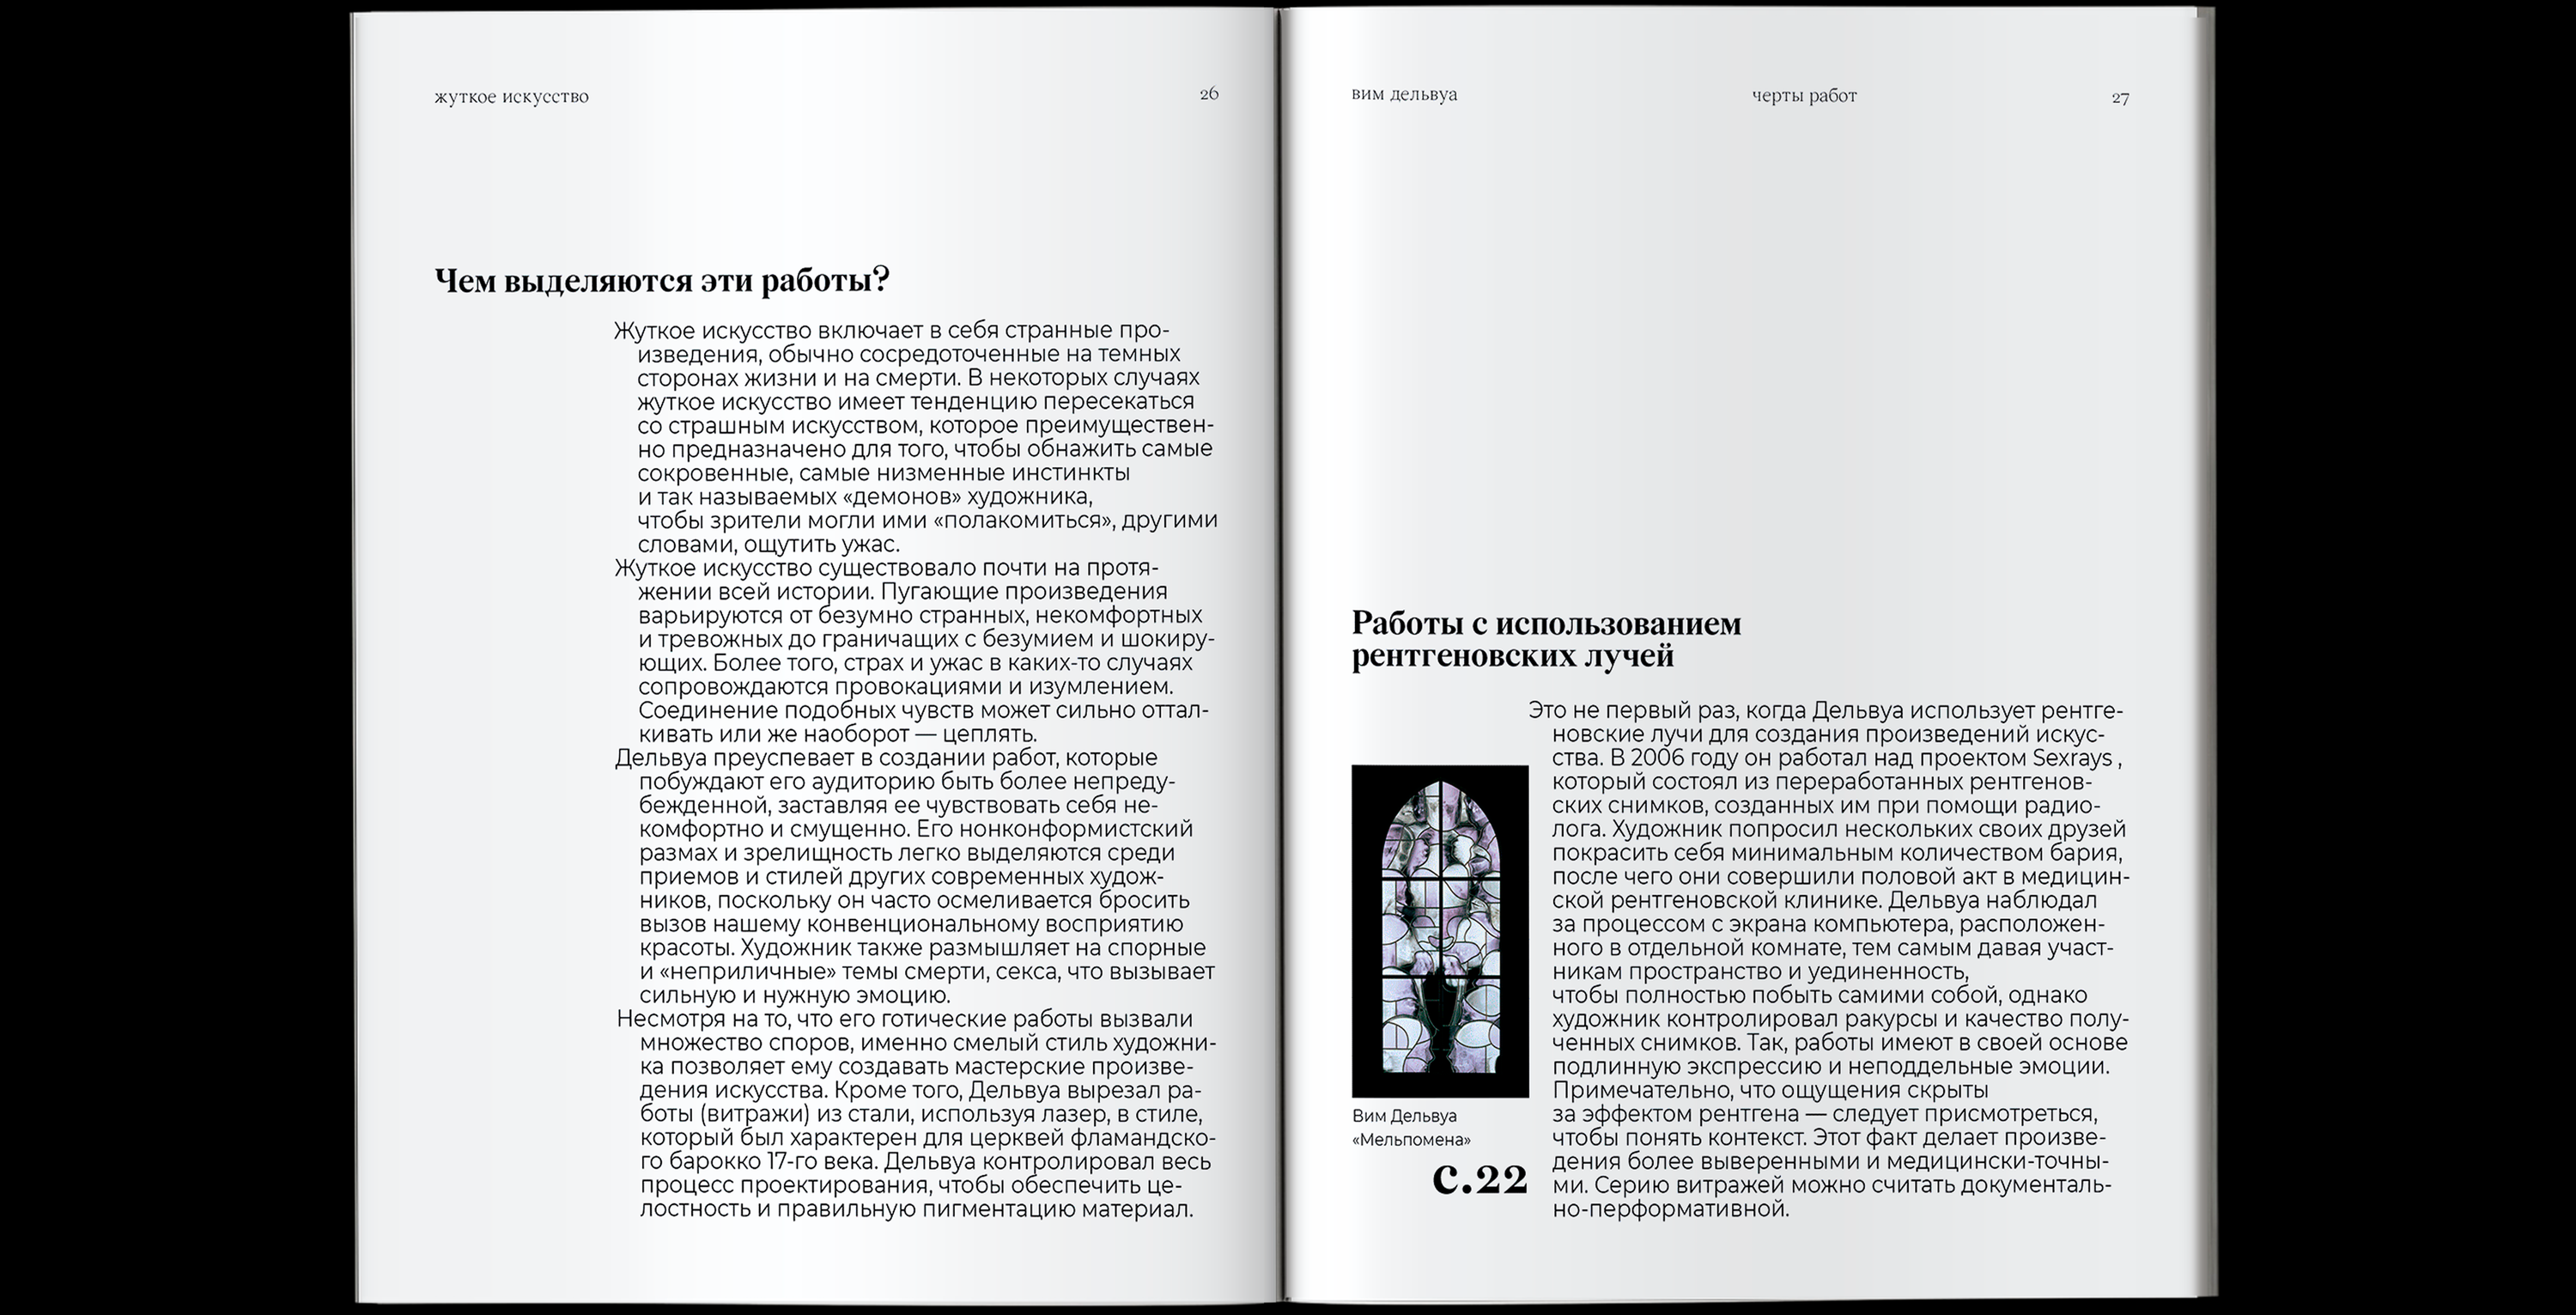 жуткое искусство
26
Чем выделяются эти работы?
Жуткое искусство включает в себя странные про-
изведения, обычно сосредоточенные на темных
сторонах жизни и на смерти. В некоторых случаях
жуткое искусство имеет тенденцию пересекаться
со страшным искусством, которое преимуществен-
но предназначено для того, чтобы обнажить самые
сокровенные, самые низменные инстинкты
и так называемых «демонов» художника,
чтобы зрители могли ими «полакомиться», другими
словами, ощутить ужас.
Жуткое искусство существовало почти на протя-
жении всей истории. Пугающие произведения
варьируются от безумно странных, некомфортных
и тревожных до граничащих с безумием и шокиру-
ющих. Более того, страх и ужас в каких-то случаях
сопровождаются провокациями и изумлением.
Соединение подобных чувств может сильно оттал-
кивать или же наоборот — цеплять.
Дельвуа преуспевает в создании работ, которые
побуждают его аудиторию быть более непреду-
бежденной, заставляя ее чувствовать себя не-
комфортно и смущенно. Его нонконформистский
размах и зрелищность легко выделяются среди
приемов и стилей других современных худож-
ников, поскольку он часто осмеливается бросить
вызов нашему конвенциональному восприятию
красоты. Художник также размышляет на спорные
и «неприличные» темы смерти, секса, что вызывает
сильную и нужную эмоцию.
Несмотря на то, что его готические работы вызвали
множество споров, именно смелый стиль художни-
ка позволяет ему создавать мастерские произве-
дения искусства. Кроме того, Дельвуа вырезал ра-
боты (витражи) из стали, используя лазер, в стиле,
который был характерен для церквей фламандско-
го барокко 17-го века. Дельвуа контролировал весь
процесс проектирования, чтобы обеспечить це-
лостность и правильную пигментацию материал.
вим дельвуа
черты работ
27
Работы с использованием
рентгеновских лучей
Это не первый раз, когда Дельвуа использует рентге-
новские лучи для создания произведений искус-
ства. В 2006 году он работал над проектом Sexrays ,
который состоял из переработанных рентгенов-
ских снимков, созданных им при помощи радио-
лога. Художник попросил нескольких своих друзей
покрасить себя минимальным количеством бария,
после чего они совершили половой акт в медицин-
ской рентгеновской клинике. Дельвуа наблюдал
за процессом с экрана компьютера, расположен-
ного в отдельной комнате, тем самым давая участ-
никам пространство и уединенность,
чтобы полностью побыть самими собой, однако
художник контролировал ракурсы и качество полу-
ченных снимков. Так, работы имеют в своей основе
подлинную экспрессию и неподдельные эмоции.
Примечательно, что ощущения скрыты
за эффектом рентгена — следует присмотреться,
чтобы понять контекст. Этот факт делает произве-
дения более выверенными и медицински-точны-
ми. Серию витражей можно считать документаль-
но-перформативной.
Вим Дельвуа
«Мельпомена»
с.22